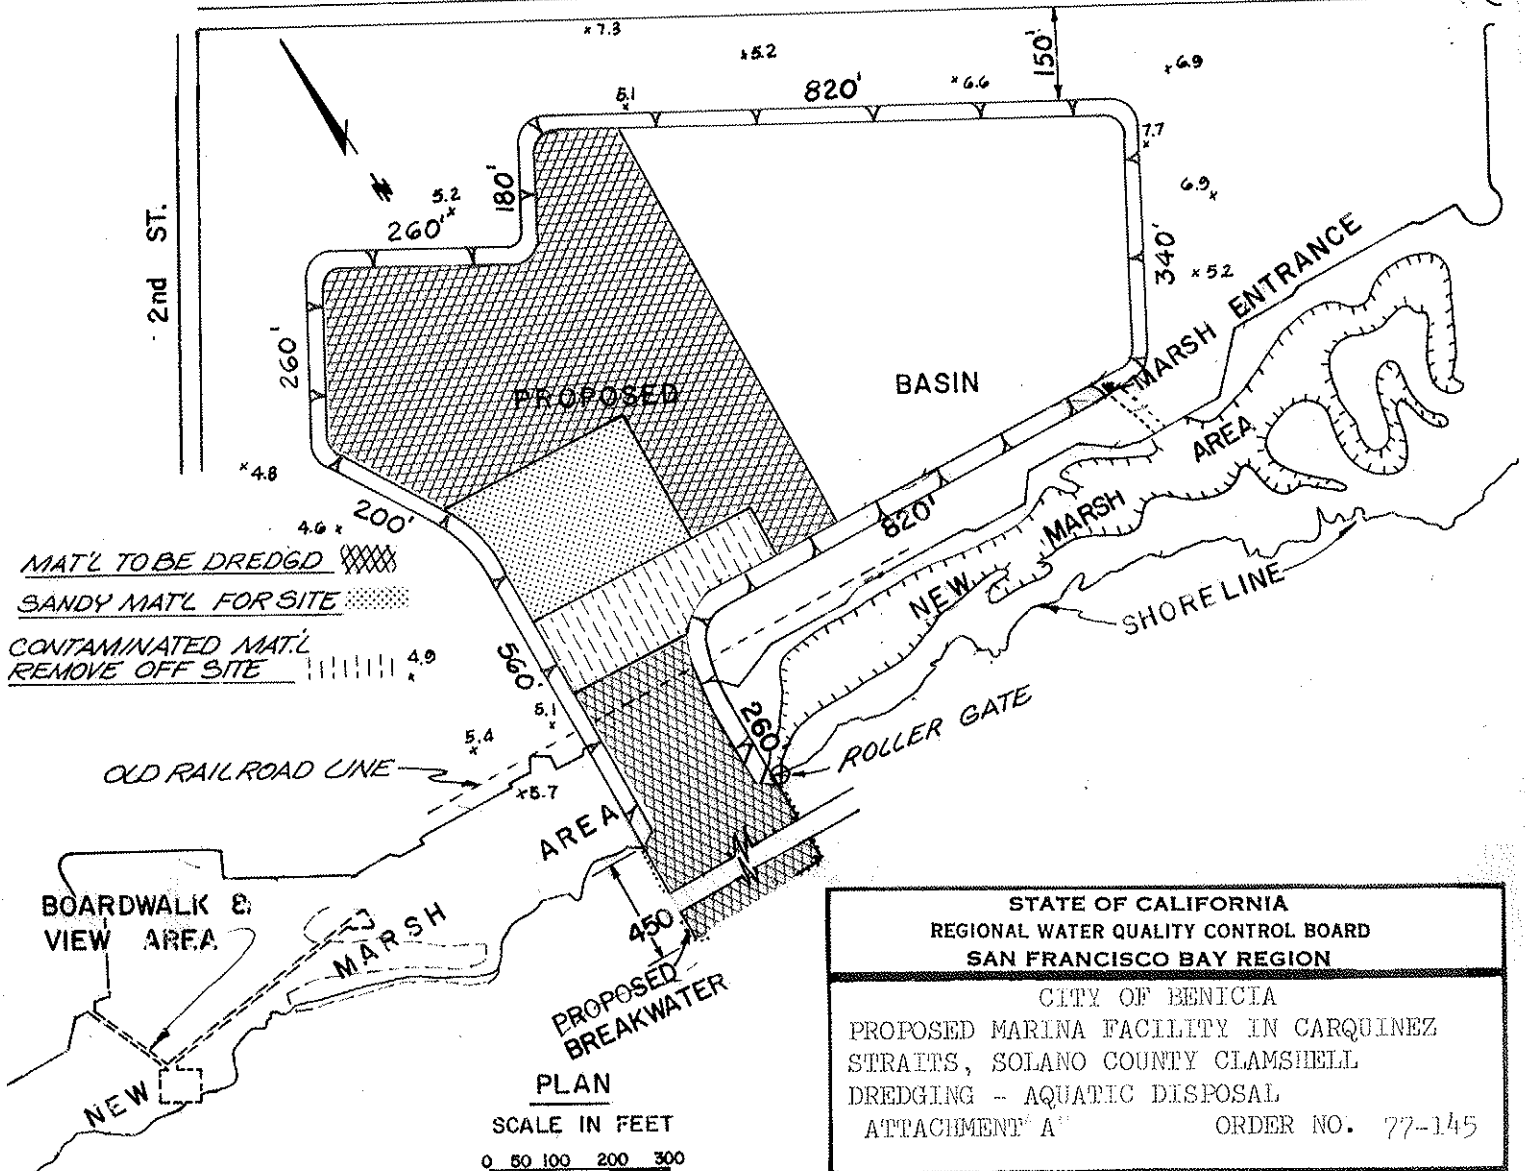 × 7.3
× 5.2
150'
× 6.9
820'
5.1 ×
× 6.6
7.7 ×
2nd ST.
N
5.2 ×
180'
6.9 ×
260'
340'
× 5.2
MARSH ENTRANCE
260'
PROPOSED
BASIN
× 4.8
4.6 ×
200'
820'
NEW MARSH AREA
SHORELINE
MAT'L TO BE DREDGD
SANDY MAT'L FOR SITE
CONTAMINATED MAT'L
REMOVE OFF SITE
4.9 ×
560'
5.1 ×
260'
5.4 ×
ROLLER GATE
OLD RAILROAD LINE
× 5.7
BOARDWALK &
VIEW AREA
NEW MARSH AREA
450
PROPOSED
BREAKWATER
PLAN
SCALE IN FEET
0 50 100 200 300
STATE OF CALIFORNIA
REGIONAL WATER QUALITY CONTROL BOARD
SAN FRANCISCO BAY REGION
CITY OF BENICIA
PROPOSED MARINA FACILITY IN CARQUINEZ
STRAITS, SOLANO COUNTY CLAMSHELL
DREDGING - AQUATIC DISPOSAL
ATTACHMENT A ORDER NO. 77-145